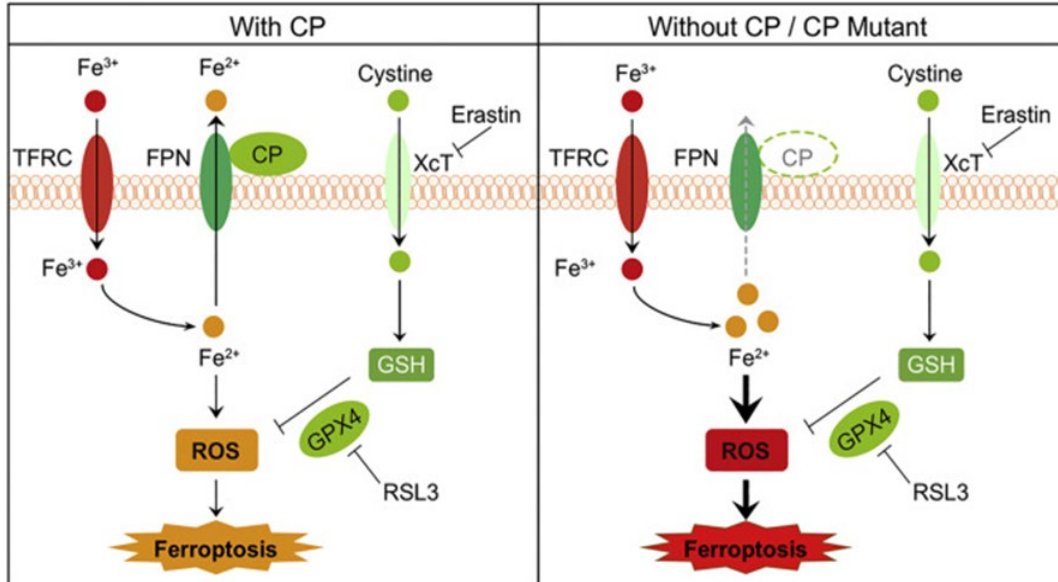 With CP
Fe³⁺
Fe²⁺
Cystine
Erastin
TFRC
FPN
CP
XcT
Fe³⁺
Fe²⁺
GSH
ROS
GPX4
RSL3
Ferroptosis
Without CP / CP Mutant
Fe³⁺
Cystine
Erastin
TFRC
FPN
CP
XcT
Fe³⁺
Fe²⁺
GSH
ROS
GPX4
RSL3
Ferroptosis